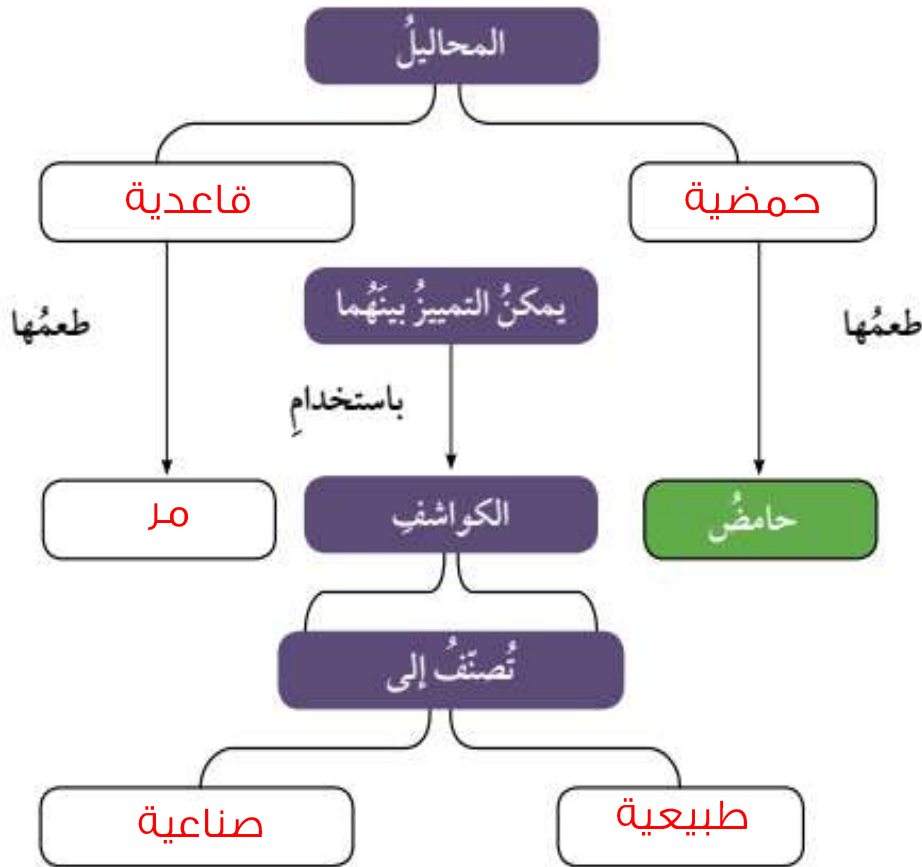 المحاليلُ
حمضية
قاعدية
يمكنُ التمييزُ بينَهُما
طعمُها
طعمُها
باستخدامِ
حامضُ
الكواشفِ
مر
تُصنّفُ إلى
طبيعية
صناعية